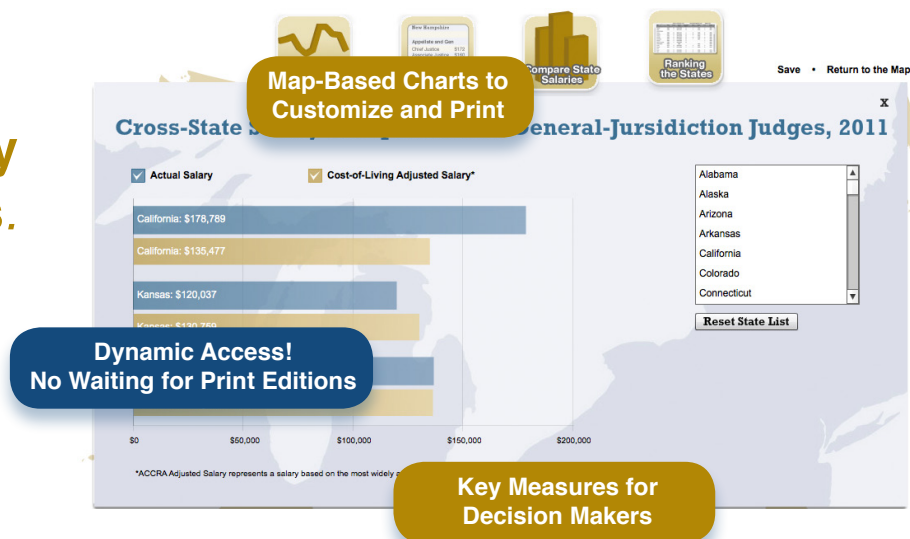 New Hampshire
Appellate and Gen
Chief Justice $172
Compare State
Salaries
Ranking
the States
Save • Return to the Map
Map-Based Charts to
Customize and Print
x
Cross-State General-Jursidiction Judges, 2011
y
s.
Actual Salary
Cost-of-Living Adjusted Salary*
California: $178,789
California: $135,477
Kansas: $120,037
Kansas: $130,759
Alabama
Alaska
Arizona
Arkansas
California
Colorado
Connecticut
Reset State List
Dynamic Access!
No Waiting for Print Editions
$0 $50,000 $100,000 $150,000 $200,000
*ACCRA Adjusted Salary represents a salary based on the most widely
Key Measures for
Decision Makers